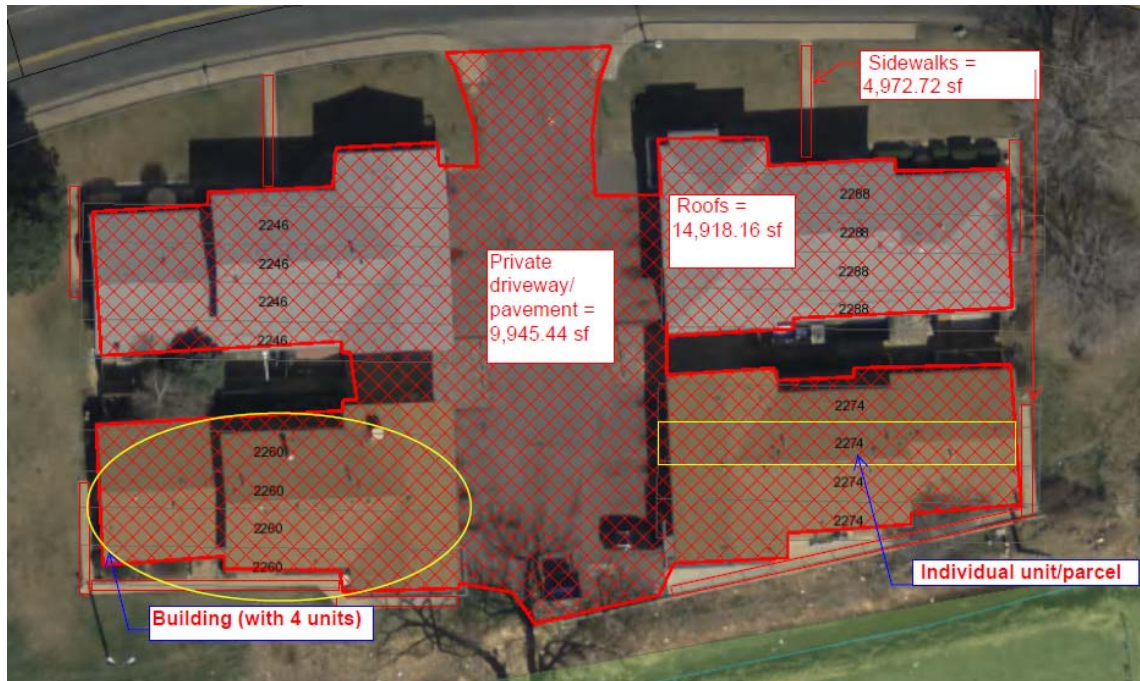 Sidewalks =
4,972.72 sf
Roofs =
14,918.16 sf
2246
2246
2246
2246
2288
2288
2288
2288
Private
driveway/
pavement =
9,945.44 sf
2260
2260
2260
2260
2274
2274
2274
2274
Building (with 4 units)
Individual unit/parcel